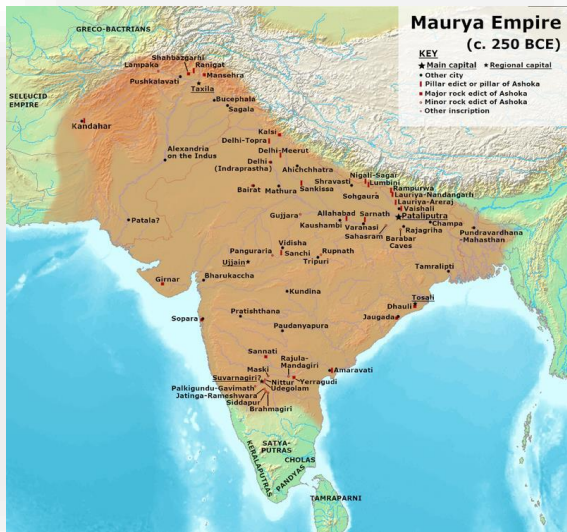 Maurya Empire
(c. 250 BCE)
KEY
Main capital
Regional capital
Other city
Pillar edict or pillar of Ashoka
Major rock edict of Ashoka
Minor rock edict of Ashoka
Other inscription
GRECO-BACTRIANS
SELEUCID
EMPIRE
Shahbazgarhi
Lampaka
Ranigat
Pushkalavati
Mansehra
Taxila
Bucephala
Sagala
Kandahar
Kalsi
Alexandria
on the Indus
Delhi-Topra
Delhi-Meerut
Delhi
(Indraprastha)
Ahichchhatra
Nigali-Sagar
Shravasti
Lumbini
Bairat
Mathura
Sankissa
Rampurwa
Sohgaura
Lauriya-Nandangarh
(Lauriya-Areraj)
Vaishali
Patala?
Gujjara
Allahabad
Sarnath
Pataliputra
Kaushambi
Varanasi
Champa
Rajagriha
Pundravardhana
-Mahasthan
Sahasram
Barabar
Caves
Vidisha
Panguraria
Sanchi
Rupnath
Ujjain
Tripuri
Tamralipti
Girnar
Bharukaccha
Kundina
Tosali
Dhauli
Sopara
Pratishthana
Jaugada
Paudanyapura
Sannati
Rajula-
Mandagiri
Maski
Amaravati
Suvarnagiri?
Nittur
Yerragudi
Palkigundu-Gavimath
Udegolam
Jatinga-Rameshwara
Siddapur
Brahmagiri
SATYA-
PUTRAS
CHOLAS
KERALAPUTRAS
PANDYAS
TAMRAPARNI